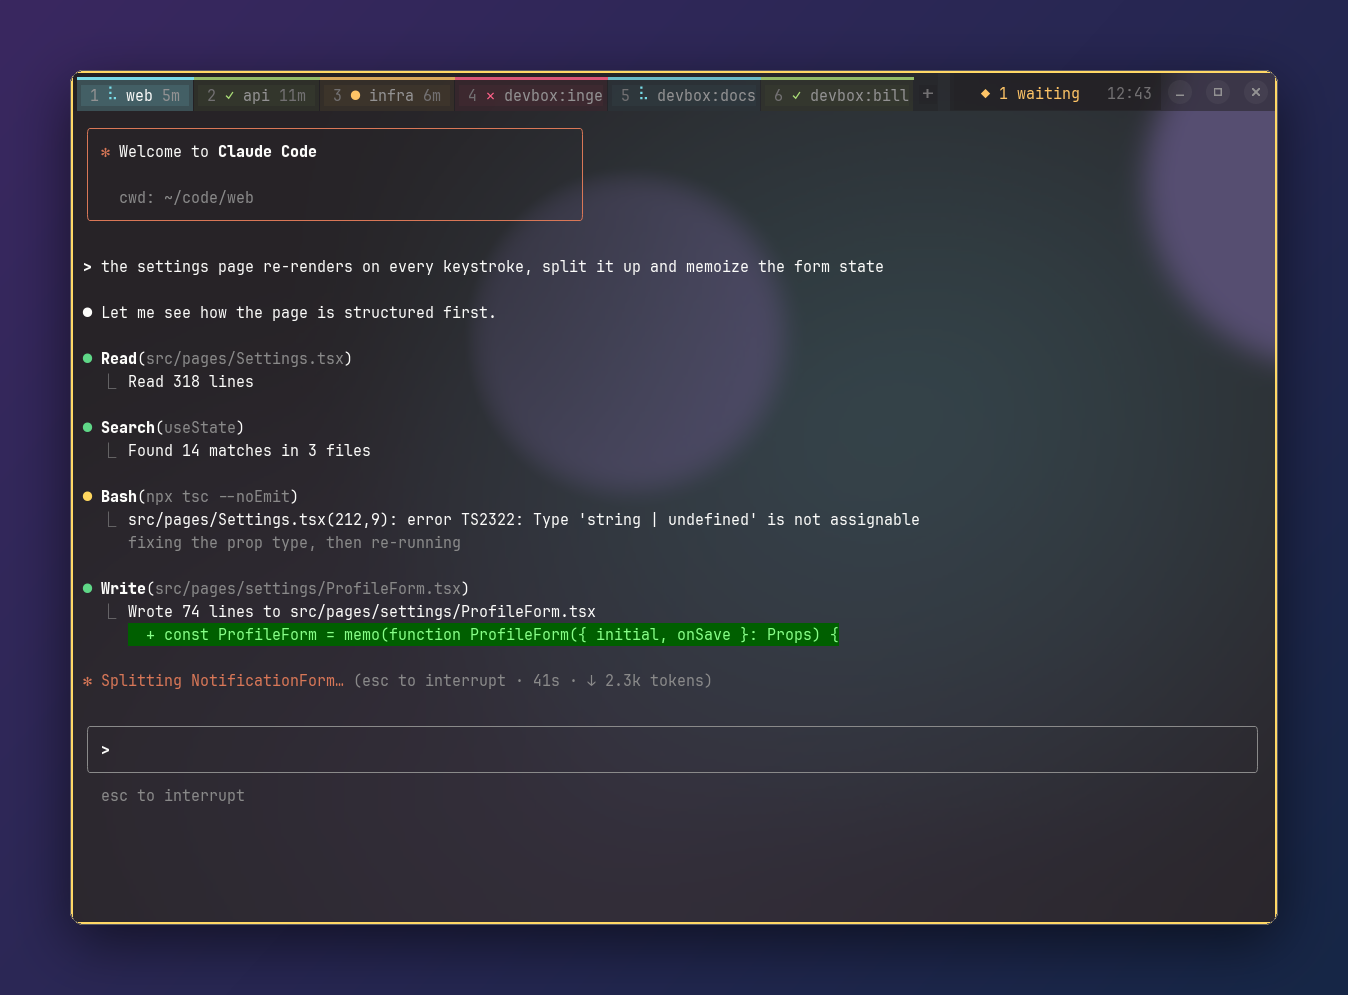 1 web 5m 2 ✓ api 11m 3 ● infra 6m 4 × devbox:inge 5 devbox:docs 6 ✓ devbox:bill + ◆ 1 waiting 12:43
✻ Welcome to Claude Code
cwd: ~/code/web
> the settings page re-renders on every keystroke, split it up and memoize the form state
● Let me see how the page is structured first.
● Read(src/pages/Settings.tsx)
⎿ Read 318 lines
● Search(useState)
⎿ Found 14 matches in 3 files
● Bash(npx tsc --noEmit)
⎿ src/pages/Settings.tsx(212,9): error TS2322: Type 'string | undefined' is not assignable
fixing the prop type, then re-running
● Write(src/pages/settings/ProfileForm.tsx)
⎿ Wrote 74 lines to src/pages/settings/ProfileForm.tsx
+ const ProfileForm = memo(function ProfileForm({ initial, onSave }: Props) {
✻ Splitting NotificationForm… (esc to interrupt · 41s · ↓ 2.3k tokens)
>
esc to interrupt